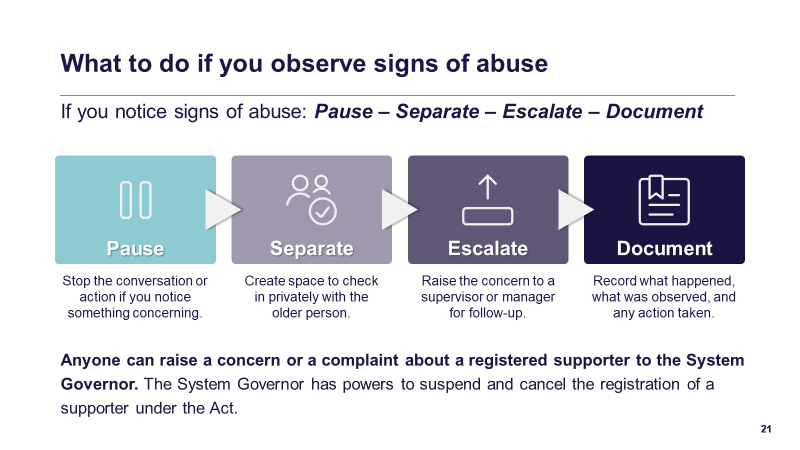 What to do if you observe signs of abuse
If you notice signs of abuse: Pause – Separate – Escalate – Document
Pause
Stop the conversation or
action if you notice
something concerning.
Separate
Create space to check
in privately with the
older person.
Escalate
Raise the concern to a
supervisor or manager
for follow-up.
Document
Record what happened,
what was observed, and
any action taken.
Anyone can raise a concern or a complaint about a registered supporter to the System
Governor. The System Governor has powers to suspend and cancel the registration of a
supporter under the Act.
21